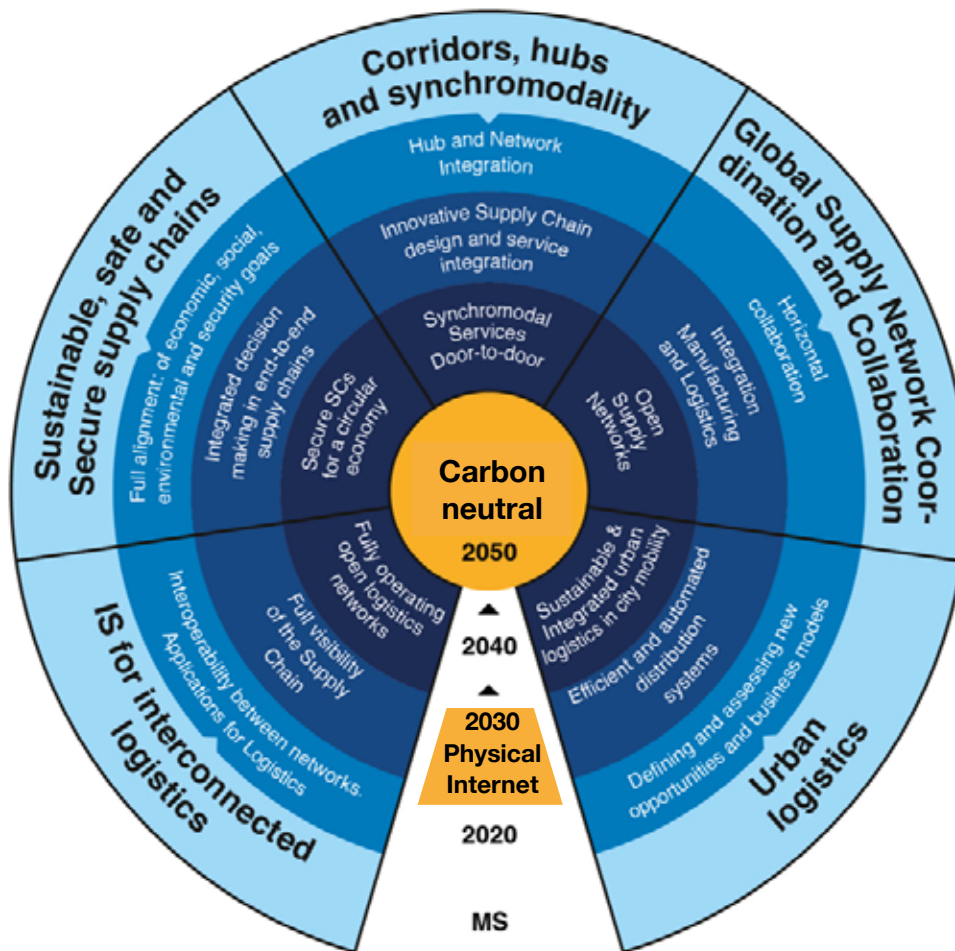 Corridors, hubs
and synchromodality
Hub and Network
Integration
Innovative Supply Chain
design and service
integration
Synchromodal
Services
Door-to-door
Global Supply Network Coor-
dination and Collaboration
Horizontal
collaboration
Integration
Manufacturing
and Logistics
Open
Supply
Networks
Urban
logistics
Defining and assessing new
opportunities and business models
Efficient and automated
distribution
systems
Sustainable &
Integrated urban
logistics in city mobility
IS for interconnected
logistics
Interoperability between networks.
Applications for Logistics
Full visibility
of the Supply
Chain
Fully operating
open logistics
networks
Sustainable, safe and
Secure supply chains
Full alignment: of economic, social,
environmental and security goals
Integrated decision
making in end-to-end
supply chains
Secure SCs
for a circular
economy
Carbon
neutral
2050
2040
2030
Physical
Internet
2020
MS